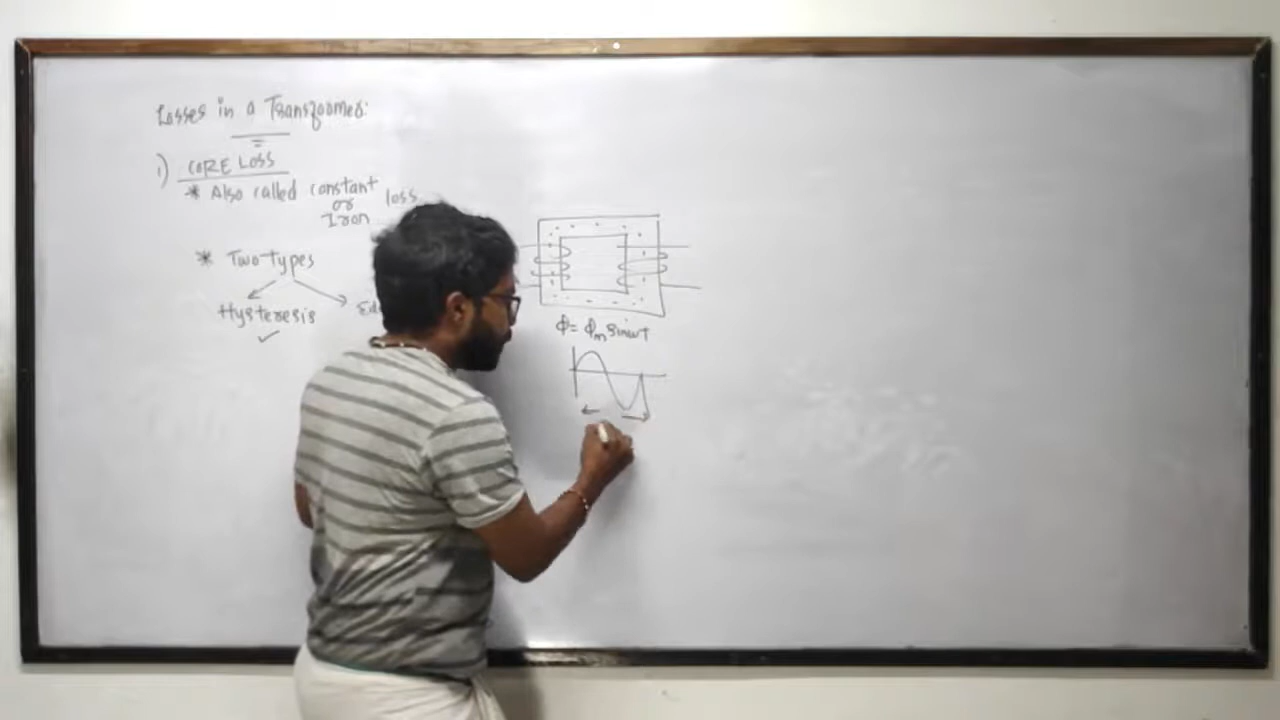 Losses in a Transformer:
1) CORE LOSS
* Also called constant
or loss
Iron
* Two types
Hysteresis
Φ = Φm sinωt